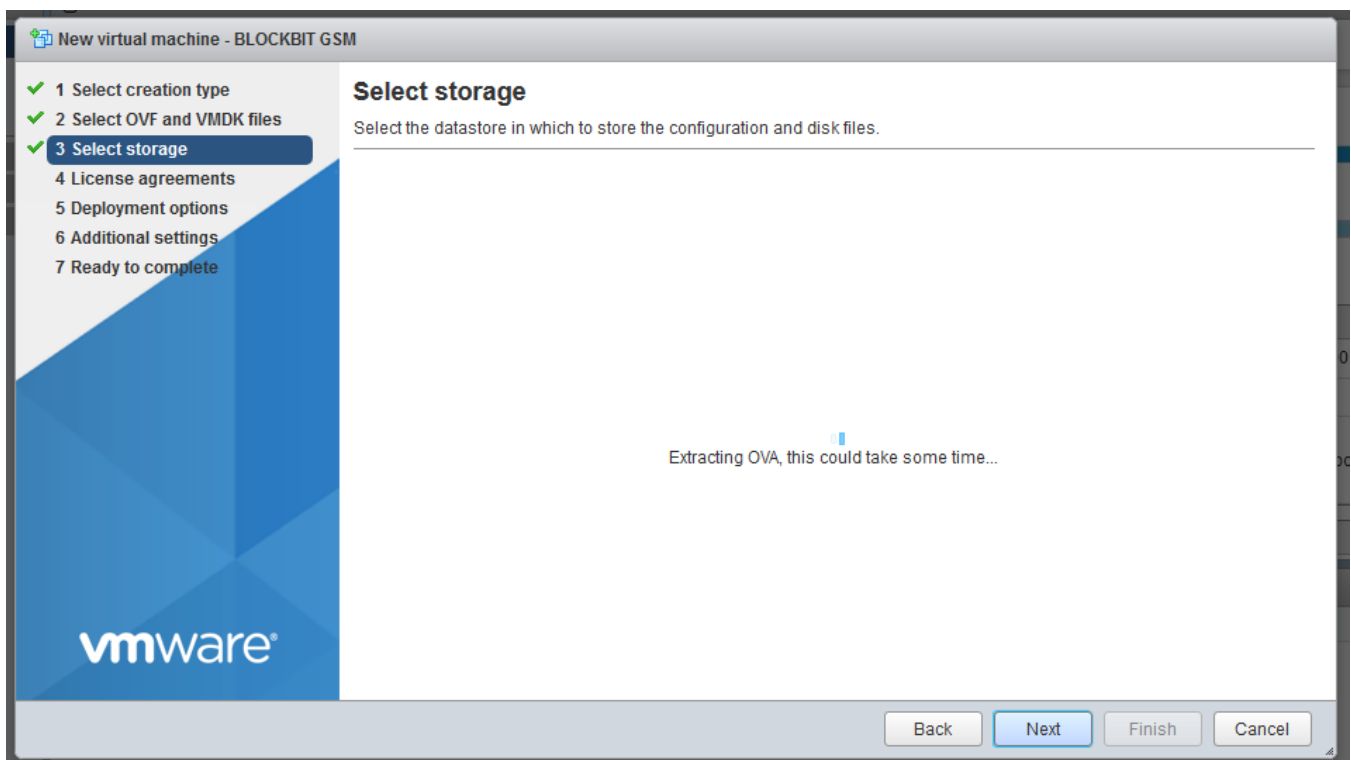 New virtual machine - BLOCKBIT GSM
1 Select creation type
2 Select OVF and VMDK files
3 Select storage
4 License agreements
5 Deployment options
6 Additional settings
7 Ready to complete
vmware®
Select storage
Select the datastore in which to store the configuration and disk files.
Extracting OVA, this could take some time...
Back
Next
Finish
Cancel